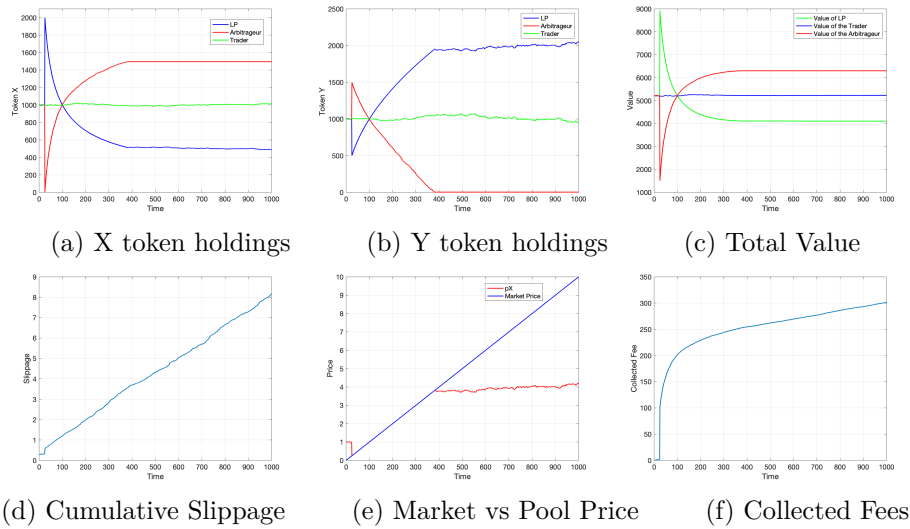 2000
1800
1600
1400
1200
1000
800
600
400
200
0
Token X
LP
Arbitrageur
Trader
0 100 200 300 400 500 600 700 800 900 1000
Time
(a) X token holdings
2500
2000
1500
1000
500
0
Token Y
LP
Arbitrageur
Trader
0 100 200 300 400 500 600 700 800 900 1000
Time
(b) Y token holdings
9000
8000
7000
6000
5000
4000
3000
2000
1000
Value
Value of LP
Value of the Trader
Value of the Arbitrageur
0 100 200 300 400 500 600 700 800 900 1000
Time
(c) Total Value
9
8
7
6
5
4
3
2
1
0
Slippage
0 100 200 300 400 500 600 700 800 900 1000
Time
(d) Cumulative Slippage
10
9
8
7
6
5
4
3
2
1
0
Price
pX
Market Price
0 100 200 300 400 500 600 700 800 900 1000
Time
(e) Market vs Pool Price
350
300
250
200
150
100
50
0
Collected Fee
0 100 200 300 400 500 600 700 800 900 1000
Time
(f) Collected Fees